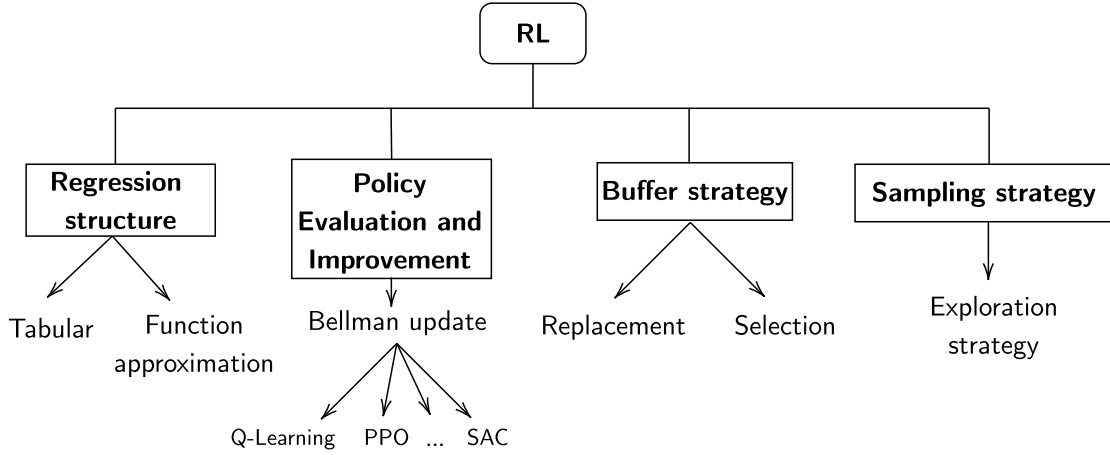 RL
Regression
structure
Policy
Evaluation and
Improvement
Buffer strategy
Sampling strategy
Tabular
Function
approximation
Bellman update
Replacement
Selection
Exploration
strategy
Q-Learning
PPO
...
SAC